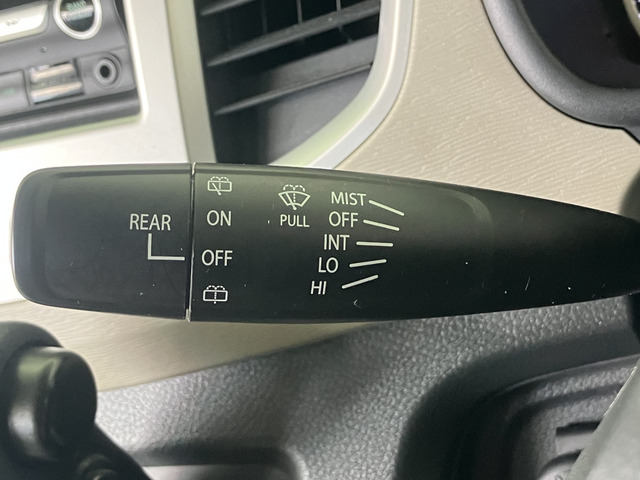 REAR
ON
OFF
PULL
MIST
OFF
INT
LO
HI